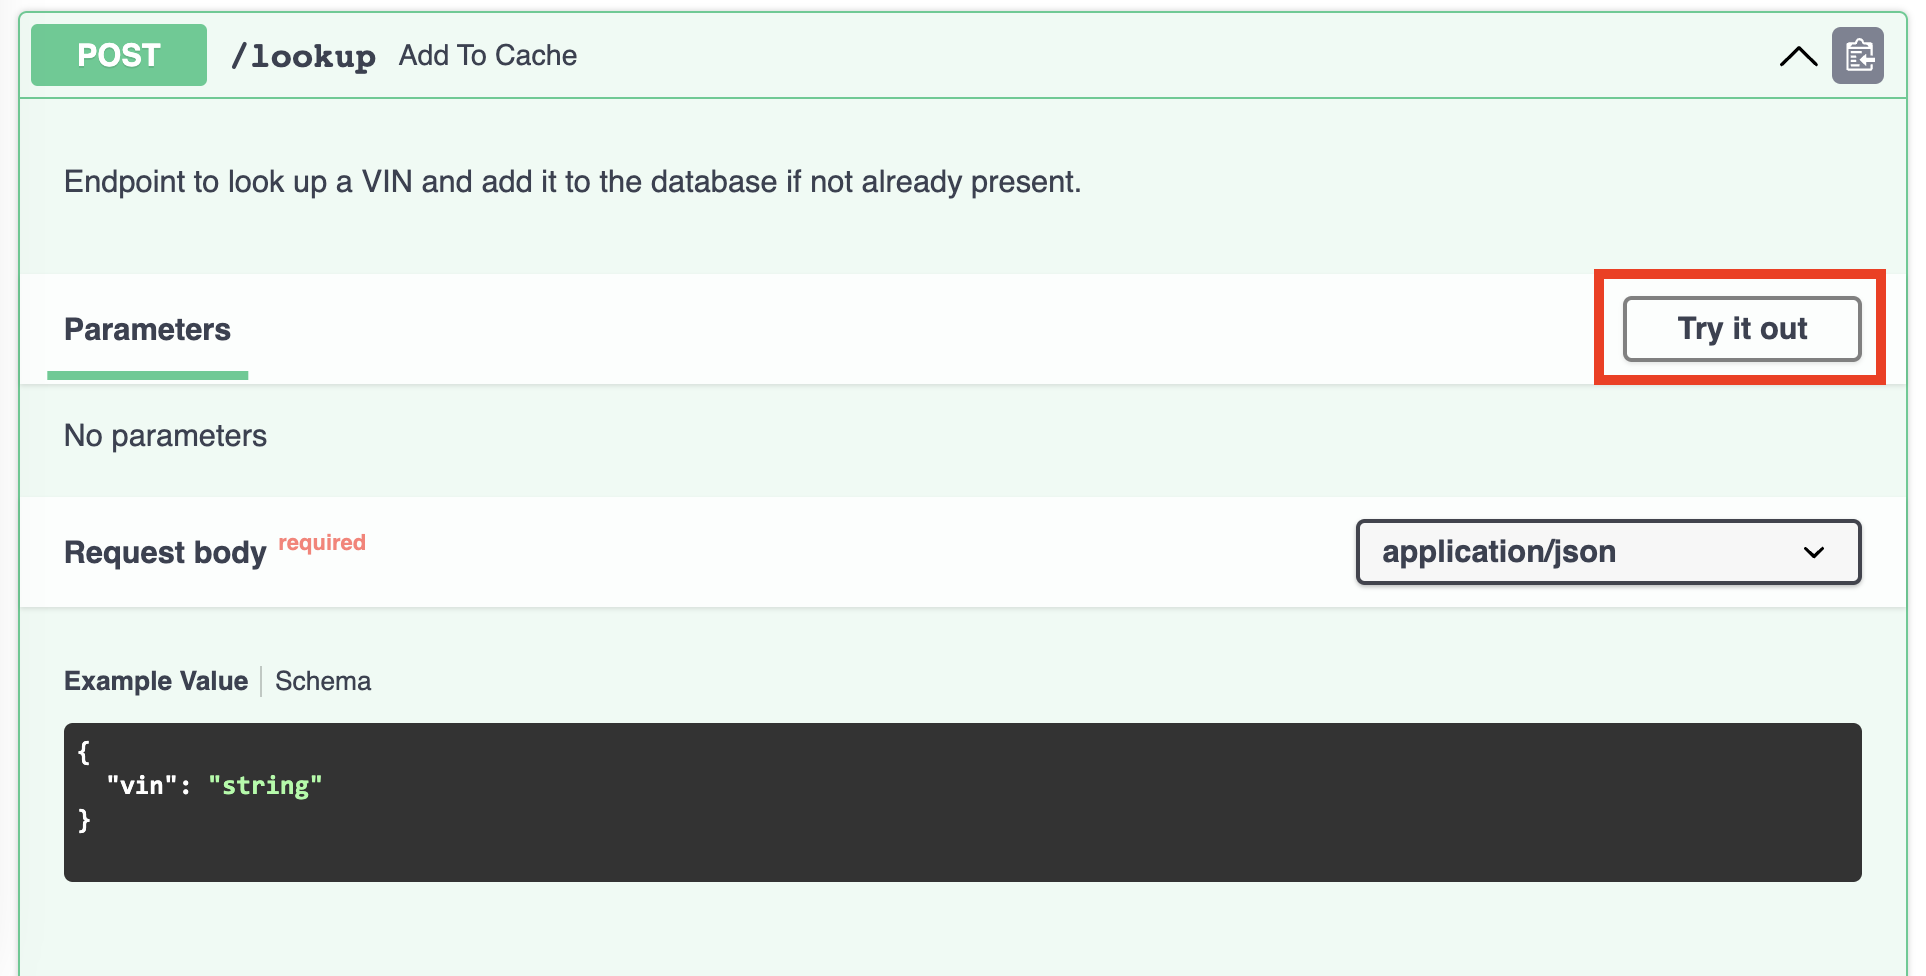 POST /lookup Add To Cache
Endpoint to look up a VIN and add it to the database if not already present.
Parameters
Try it out
No parameters
Request body required
application/json
Example Value | Schema
{
  "vin": "string"
}